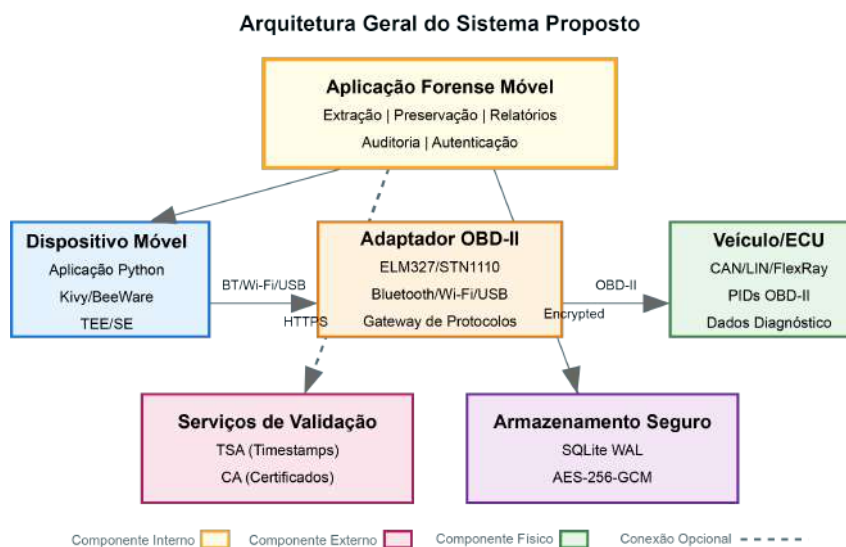 Arquitetura Geral do Sistema Proposto
Aplicação Forense Móvel
Extração | Preservação | Relatórios
Auditoria | Autenticação
Dispositivo Móvel
Aplicação Python
Kivy/BeeWare
TEE/SE
BT/Wi-Fi/USB
HTTPS
Adaptador OBD-II
ELM327/STN1110
Bluetooth/Wi-Fi/USB
Gateway de Protocolos
OBD-II
Encrypted
Veículo/ECU
CAN/LIN/FlexRay
PIDs OBD-II
Dados Diagnóstico
Serviços de Validação
TSA (Timestamps)
CA (Certificados)
Armazenamento Seguro
SQLite WAL
AES-256-GCM
Componente Interno
Componente Externo
Componente Físico
Conexão Opcional